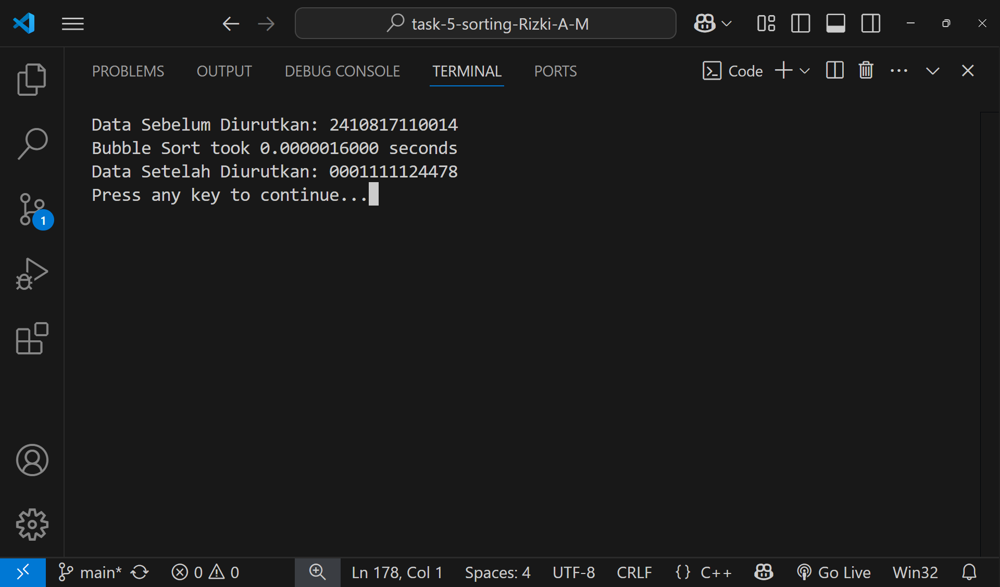 task-5-sorting-Rizki-A-M
PROBLEMS OUTPUT DEBUG CONSOLE TERMINAL PORTS Code
Data Sebelum Diurutkan: 2410817110014
Bubble Sort took 0.0000016000 seconds
Data Setelah Diurutkan: 0001111124478
Press any key to continue...
1
main* 0 0 Ln 178, Col 1 Spaces: 4 UTF-8 CRLF {} C++ Go Live Win32